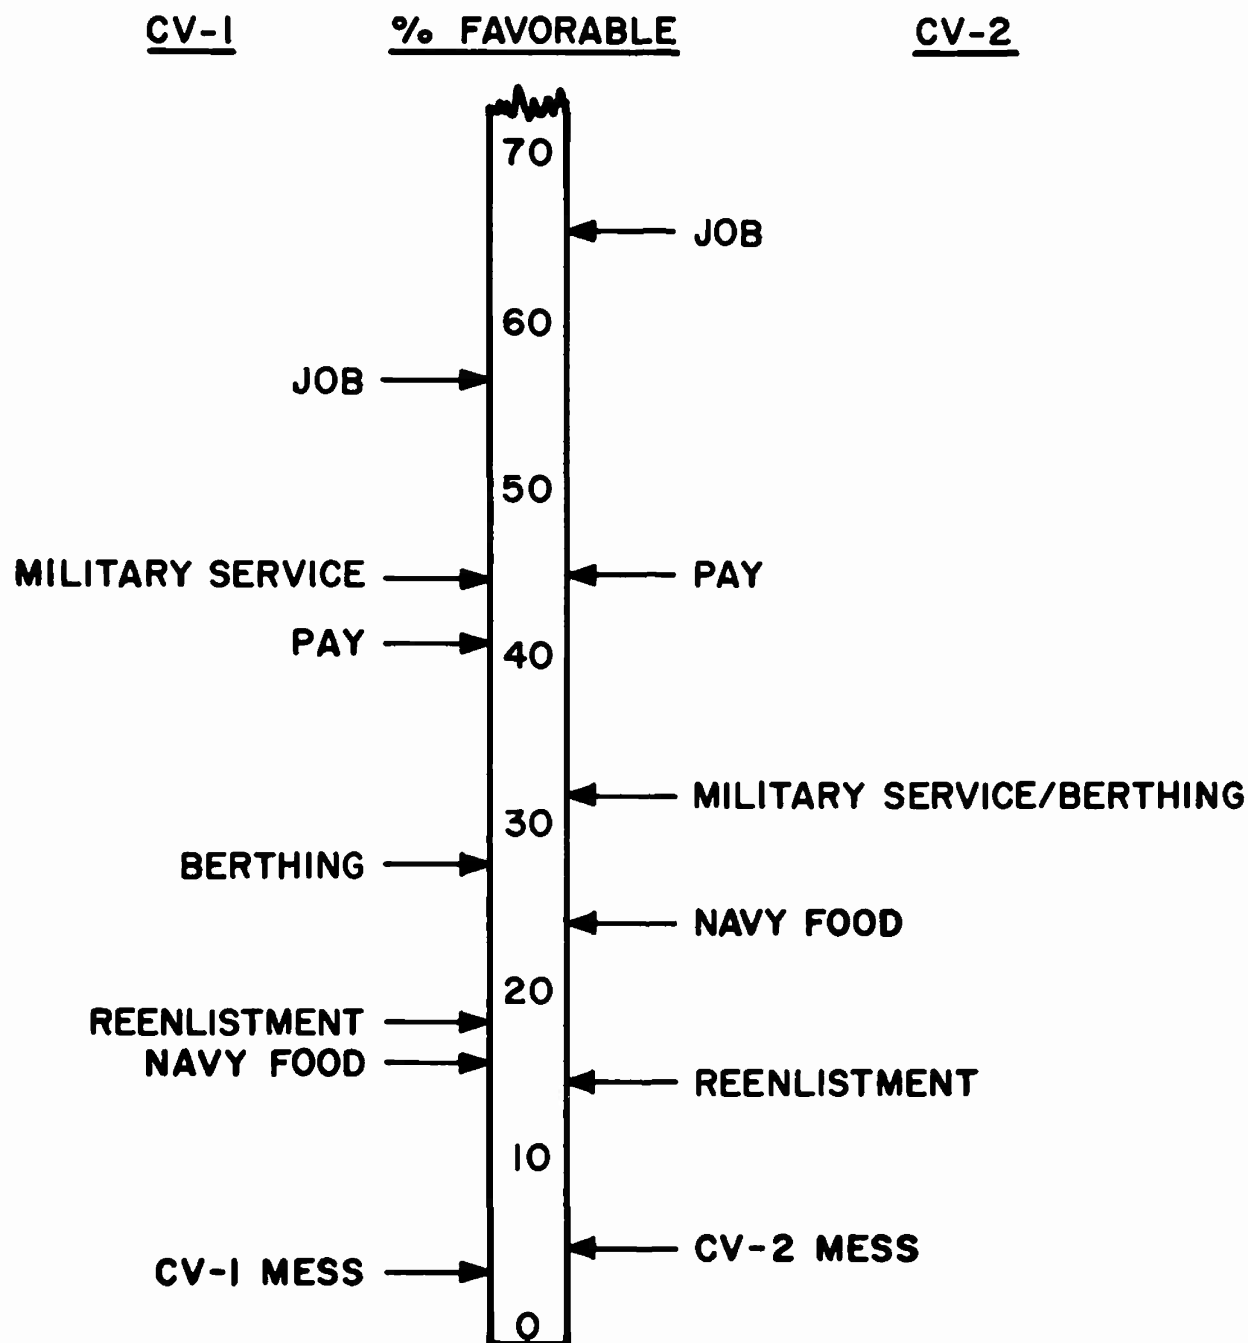 CV-1 % FAVORABLE CV-2
70
JOB
60
JOB
50
MILITARY SERVICE PAY
PAY
40
MILITARY SERVICE/BERTHING
30
BERTHING
NAVY FOOD
20
REENLISTMENT
NAVY FOOD
REENLISTMENT
10
CV-2 MESS
CV-1 MESS
0